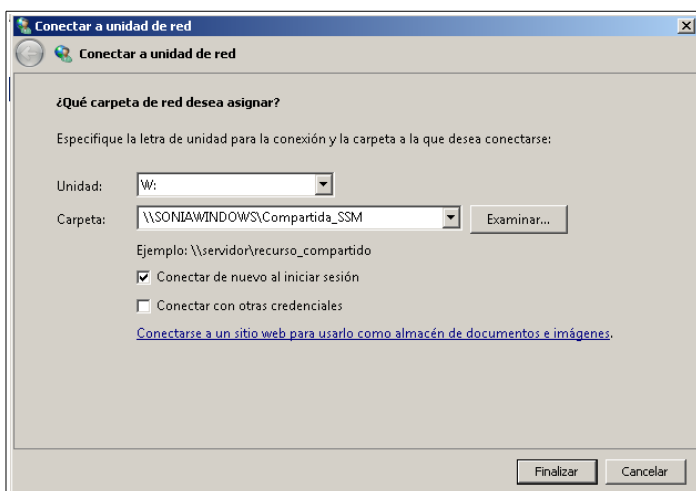 Conectar a unidad de red
Conectar a unidad de red
¿Qué carpeta de red desea asignar?
Especifique la letra de unidad para la conexión y la carpeta a la que desea conectarse:
Unidad: W:
Carpeta: \\SONIAWINDOWS\Compartida_SSM Examinar...
Ejemplo: \\servidor\recurso_compartido
Conectar de nuevo al iniciar sesión
Conectar con otras credenciales
Conectarse a un sitio web para usarlo como almacén de documentos e imágenes.
Finalizar Cancelar